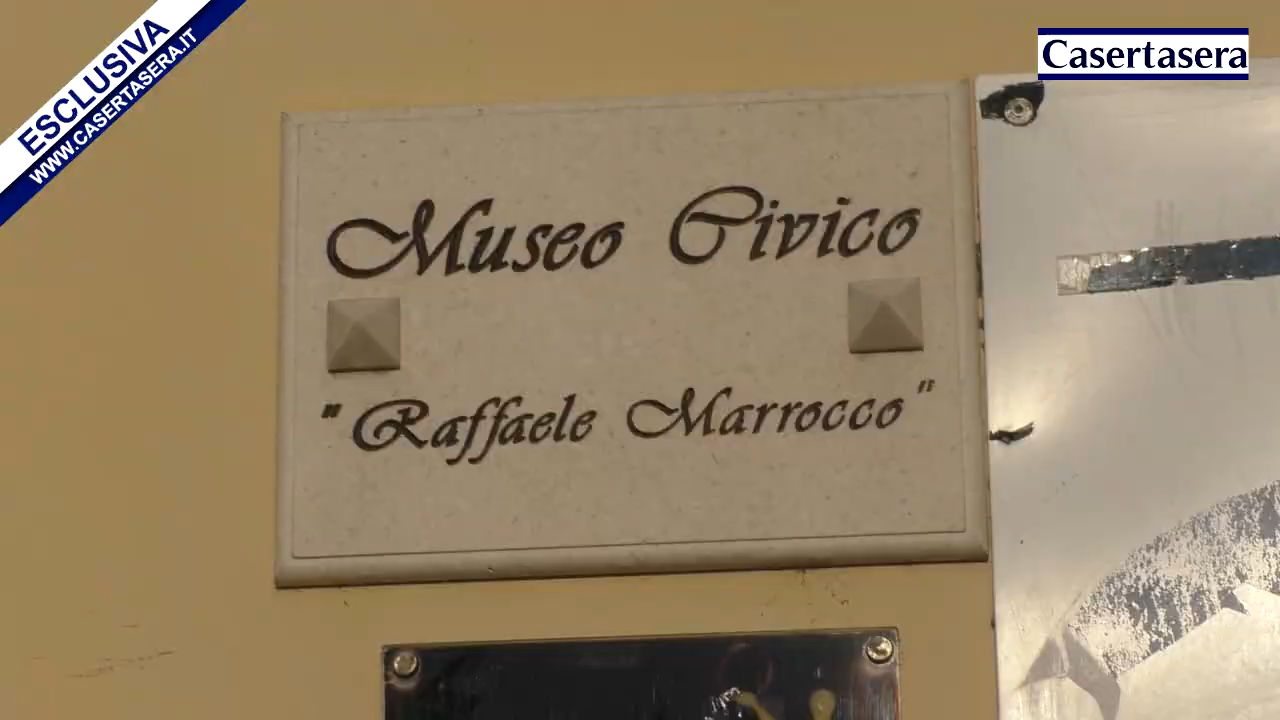 ESCLUSIVA
WWW.CASERTASERA.IT
Casertasera
Museo Civico
"Raffaele Marrocco"